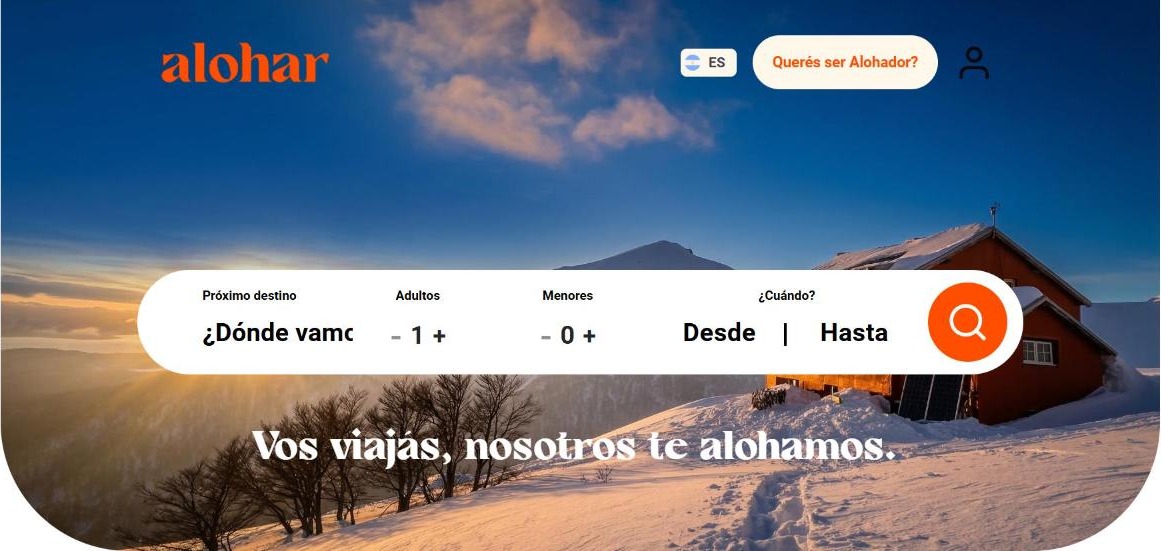 alohar
ES
Querés ser Alohador?
Próximo destino
Adultos
Menores
¿Cuándo?
¿Dónde vamo
- 1 +
- 0 +
Desde | Hasta
Vos viajás, nosotros te alohamos.